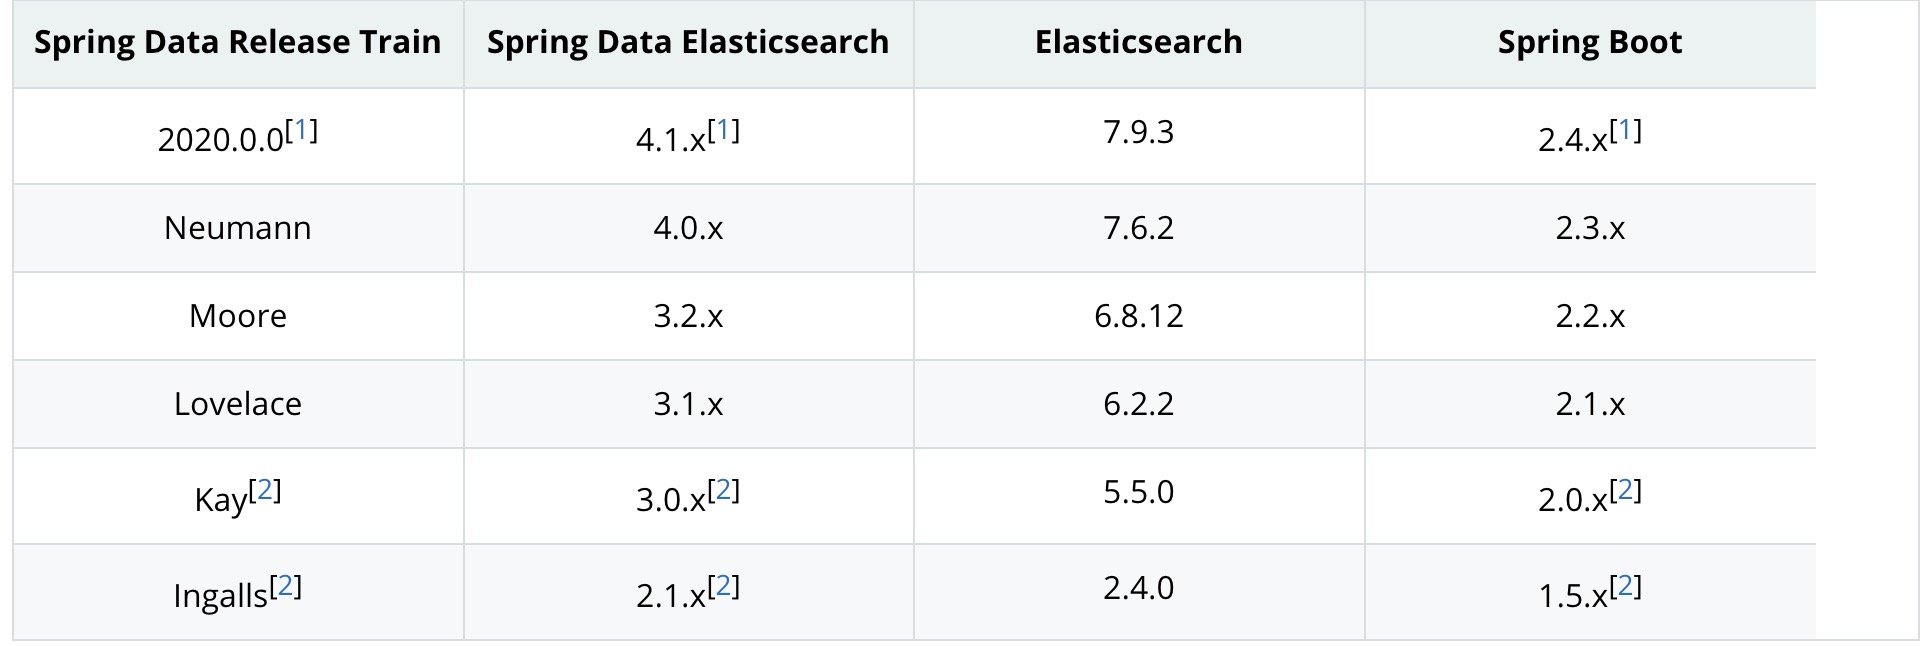 Spring Data Release Train Spring Data Elasticsearch Elasticsearch Spring Boot
2020.0.0[1] 4.1.x[1] 7.9.3 2.4.x[1]
Neumann 4.0.x 7.6.2 2.3.x
Moore 3.2.x 6.8.12 2.2.x
Lovelace 3.1.x 6.2.2 2.1.x
Kay[2] 3.0.x[2] 5.5.0 2.0.x[2]
Ingalls[2] 2.1.x[2] 2.4.0 1.5.x[2]